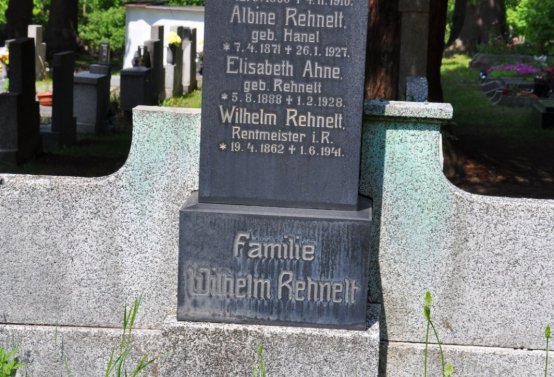 Albine Rehnelt,
geb. Hanel
* 7.4.1871 ✝ 26.1.1927.
Elisabeth Ahne,
geb. Rehnelt
* 5.8.1888 ✝ 1.2.1928.
Wilhelm Rehnelt,
Rentmeister i.R.
* 19.4.1862 ✝ 1.6.1941.
Familie
Wilhelm Rehnelt